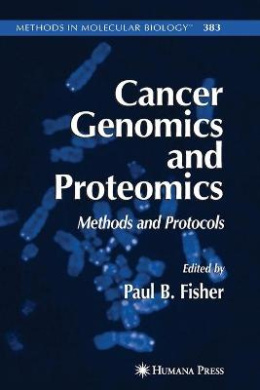 METHODS IN MOLECULAR BIOLOGY™ 383
Cancer
Genomics
and
Proteomics
Methods and Protocols
Edited by
Paul B. Fisher
HUMANA PRESS